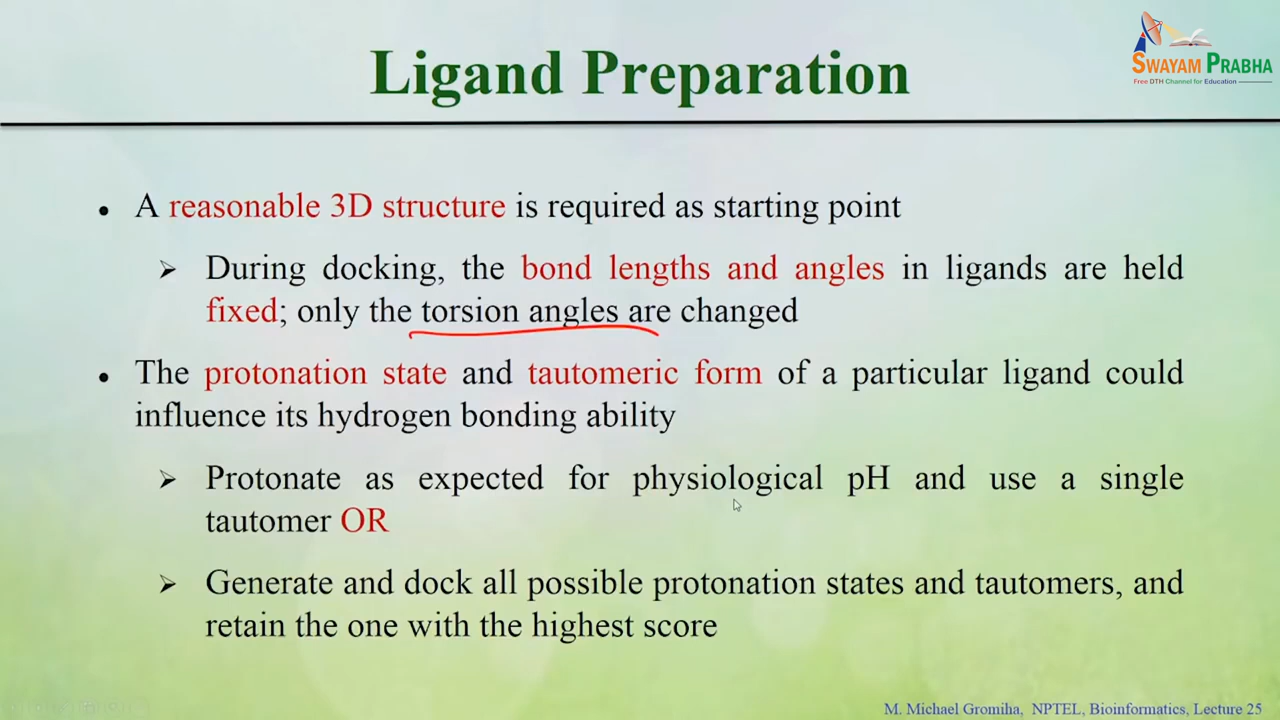 Ligand Preparation
SWAYAM PRABHA
Free DTH Channel for Education
• A reasonable 3D structure is required as starting point
➢ During docking, the bond lengths and angles in ligands are held
fixed; only the torsion angles are changed
• The protonation state and tautomeric form of a particular ligand could
influence its hydrogen bonding ability
➢ Protonate as expected for physiological pH and use a single
tautomer OR
➢ Generate and dock all possible protonation states and tautomers, and
retain the one with the highest score
M. Michael Gromiha, NPTEL, Bioinformatics, Lecture 25